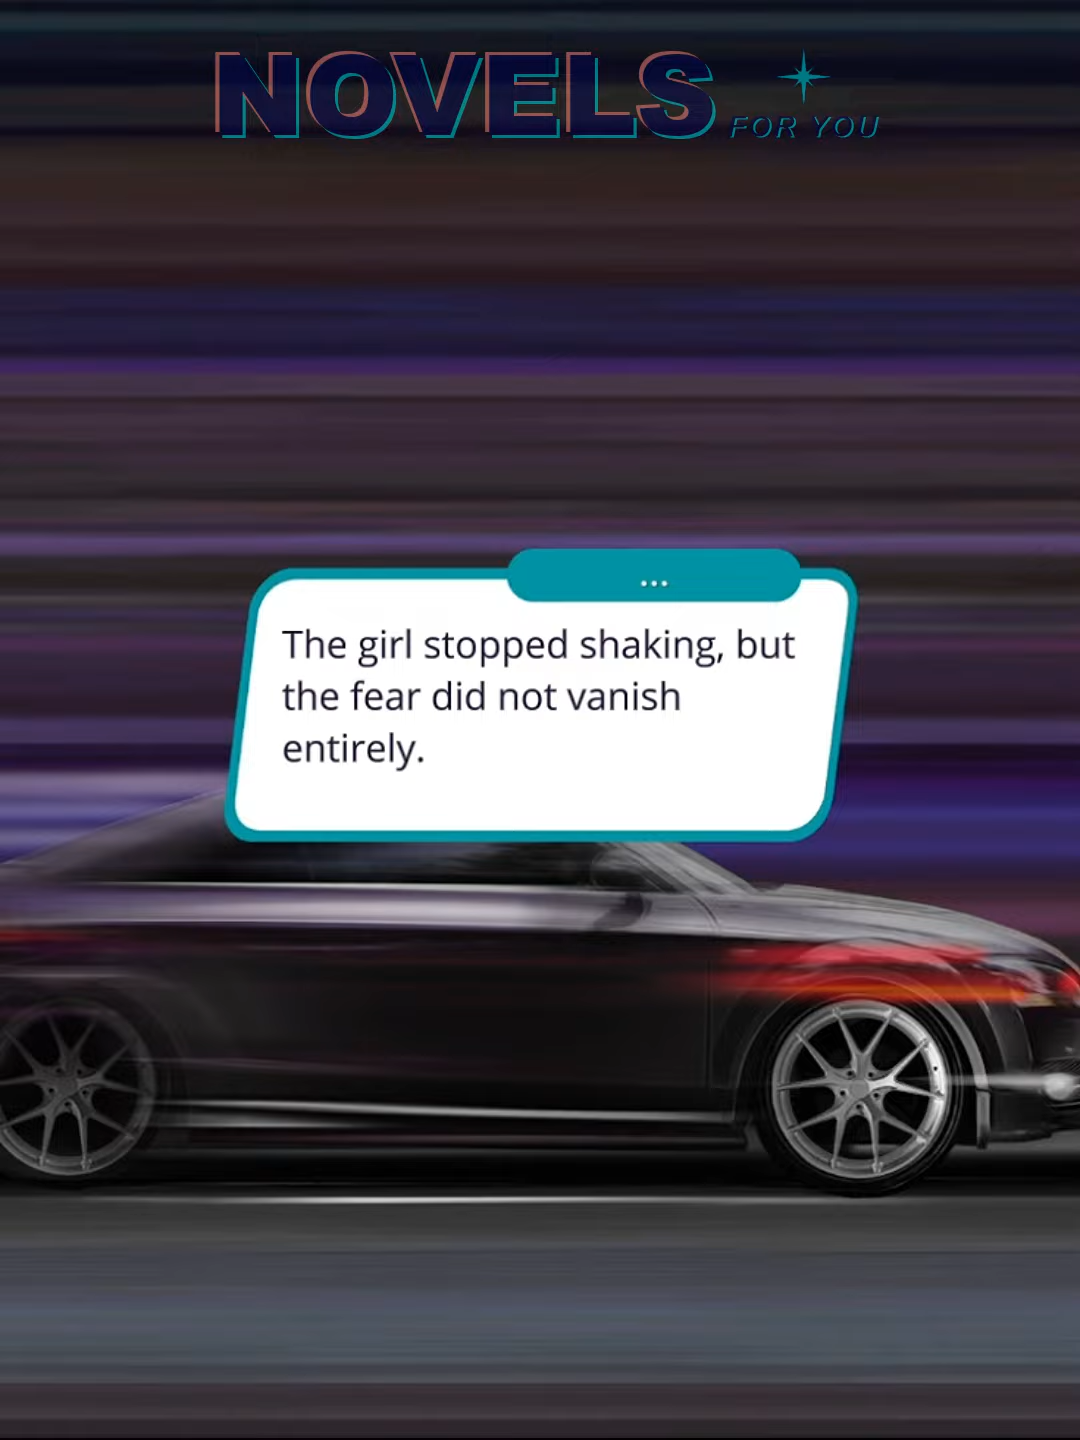 NOVELS
FOR YOU
...
The girl stopped shaking, but
the fear did not vanish
entirely.